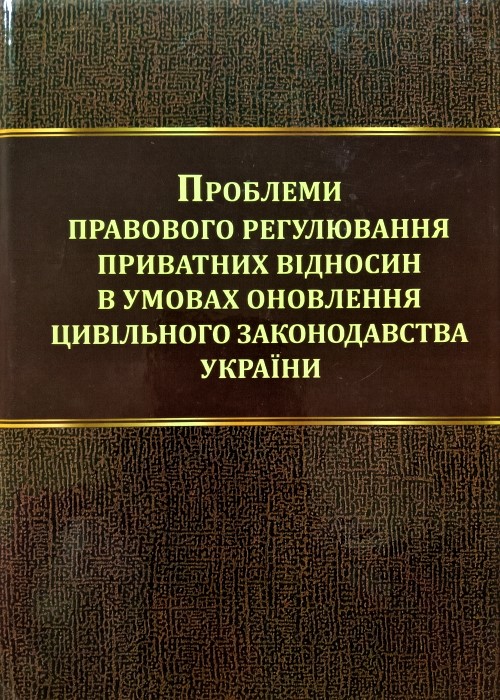 Проблеми
правового регулювання
приватних відносин
в умовах оновлення
цивільного законодавства
України